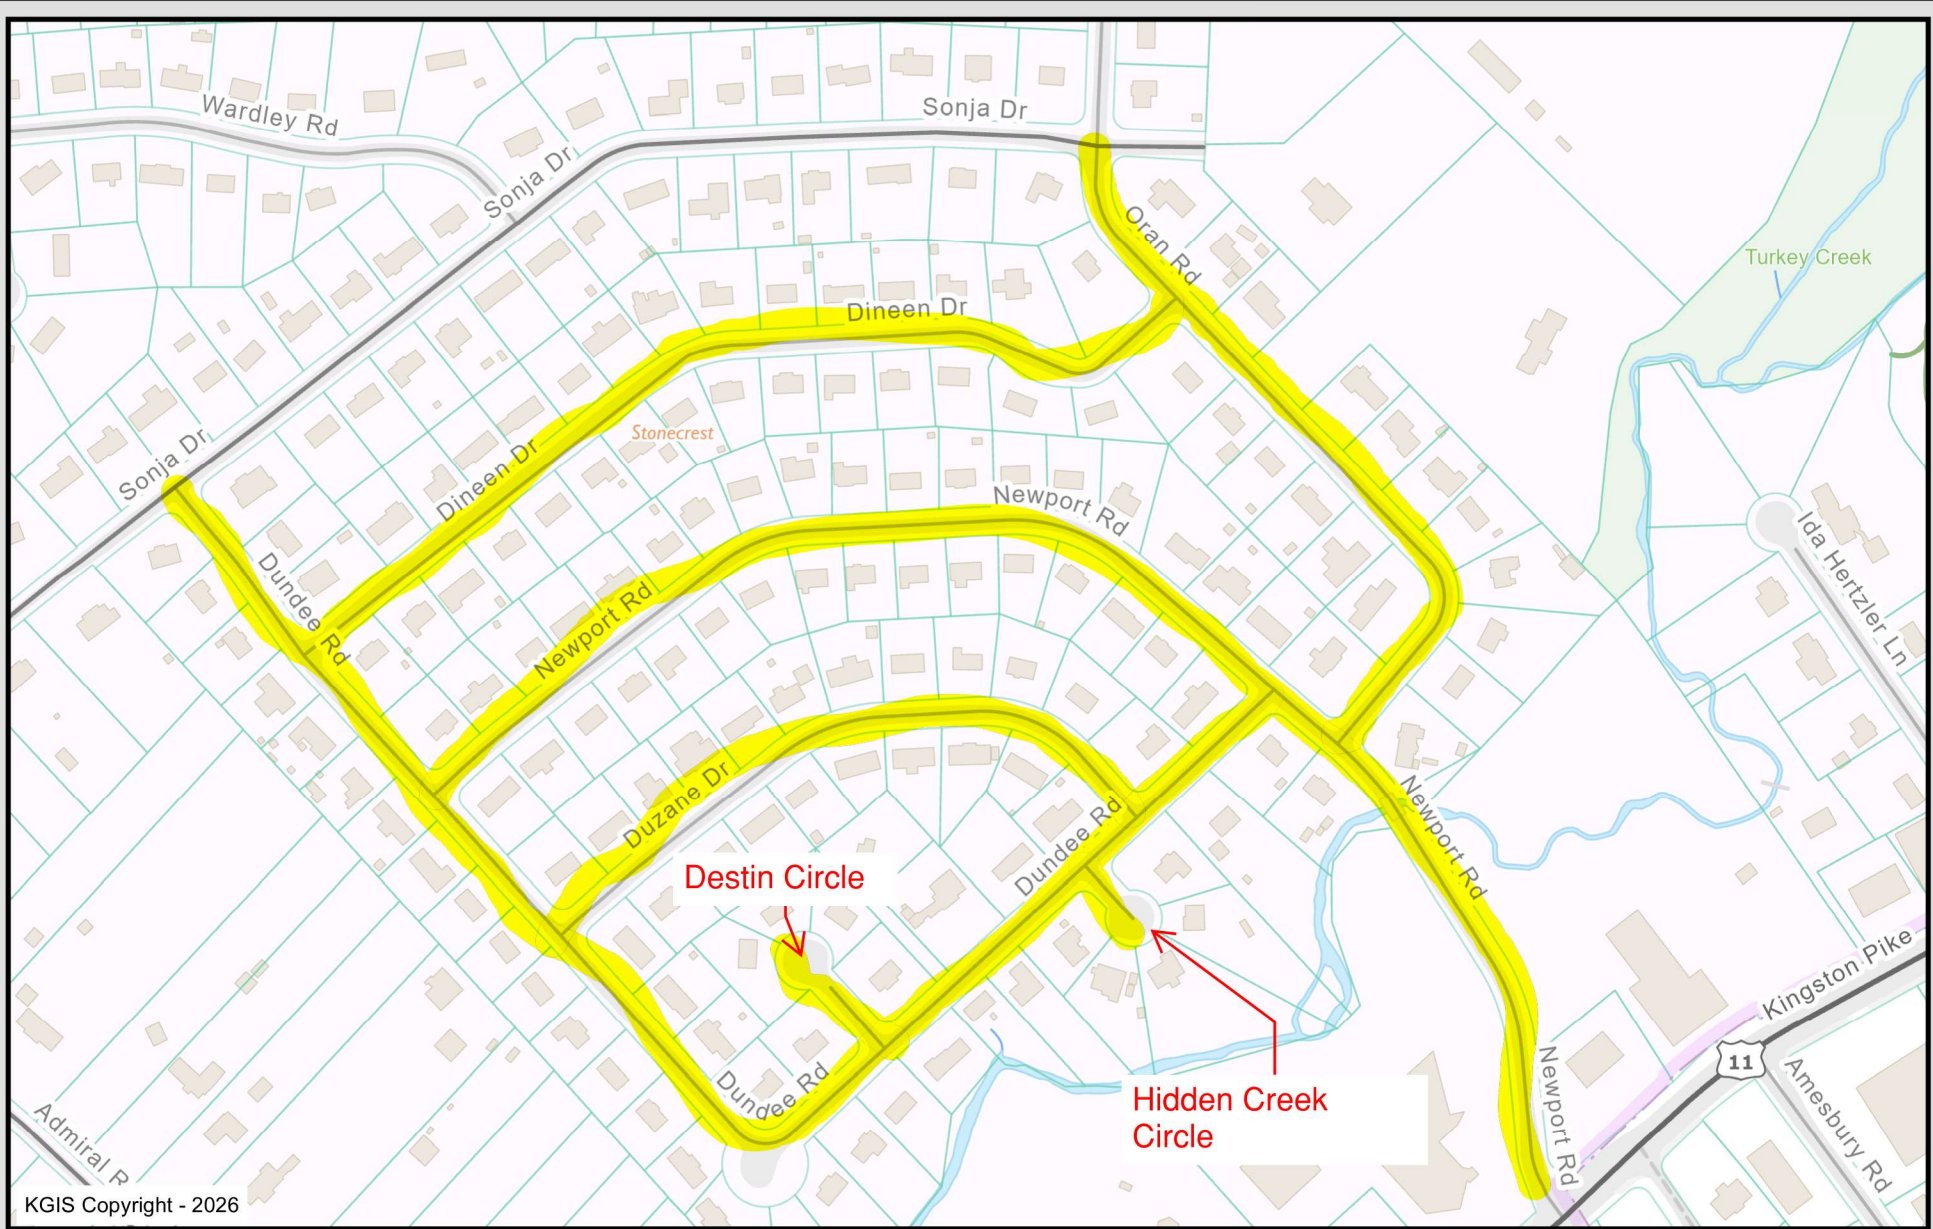 Wardley Rd
Sonja Dr
Sonja Dr
Oran Rd
Turkey Creek
Dineen Dr
Stonecrest
Sonja Dr
Dineen Dr
Newport Rd
Ida Hertzler Ln
Dundee Rd
Newport Rd
Duzane Dr
Dundee Rd
Newport Rd
Destin Circle
Kingston Pike
11
Hidden Creek
Circle
Dundee Rd
Newport Rd
Amesbury Rd
Admiral R
KGIS Copyright - 2026